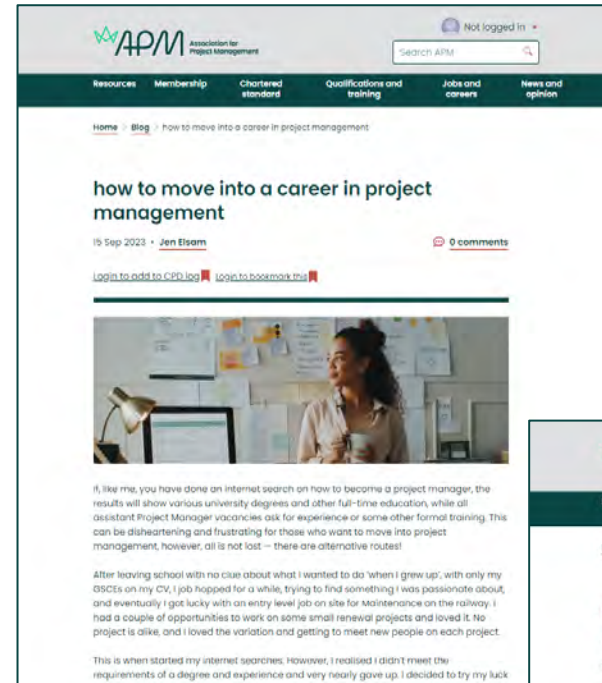 APM Association for
Project Management
Not logged in
Search APM
Resources Membership Chartered standard Qualifications and training Jobs and careers News and opinion
Home > Blog > how to move into a career in project management
how to move into a career in project
management
15 Sep 2023 • Jen Elsam
0 comments
Login to add to CPD log Login to bookmark this
If, like me, you have done an internet search on how to become a project manager, the
results will show various university degrees and other full-time education, while all
assistant Project Manager vacancies ask for experience or some other formal training. This
can be disheartening and frustrating for those who want to move into project
management, however, all is not lost – there are alternative routes!
After leaving school with no clue about what I wanted to do 'when I grew up', with only my
GSCEs on my CV, I job hopped for a while, trying to find something I was passionate about,
and eventually I got lucky with an entry level job on site for Maintenance on the railway. I
had a couple of opportunities to work on some small renewal projects and loved it. No
project is alike, and I loved the variation and getting to meet new people on each project.
This is when started my internet searches. However, I realised I didn't meet the
requirements of a degree and experience and very nearly gave up. I decided to try my luck